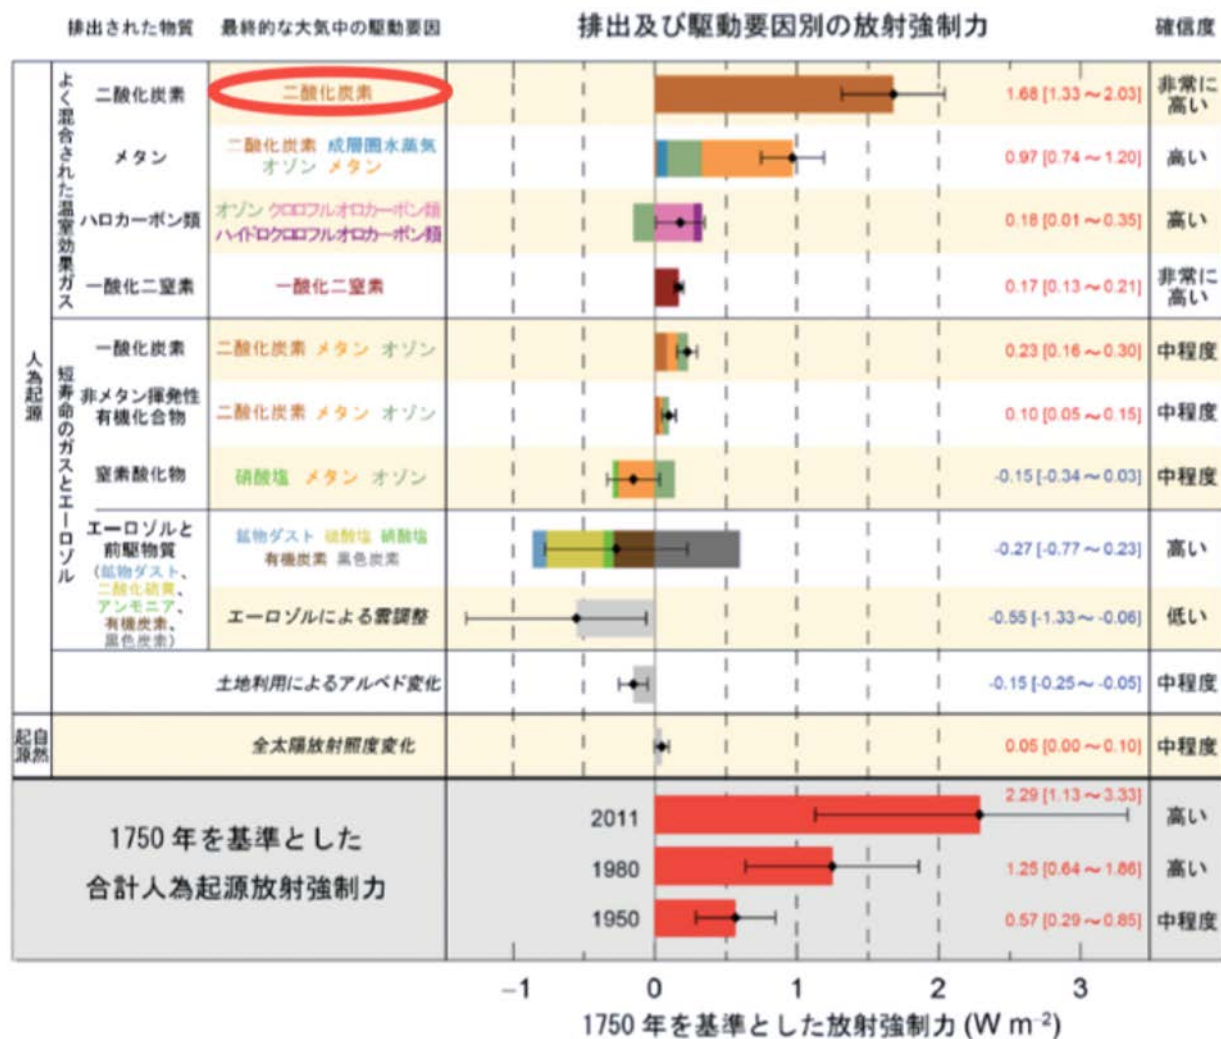 排出された物質 最終的な大気中の駆動要因 排出及び駆動要因別の放射強制力 確信度
人為起源
よく混合された温室効果ガス
二酸化炭素 二酸化炭素 1.68 [1.33～2.03] 非常に高い
メタン 二酸化炭素 成層圏水蒸気
オゾン メタン 0.97 [0.74～1.20] 高い
ハロカーボン類 オゾン クロロフルオロカーボン類
ハイドロクロロフルオロカーボン類 0.18 [0.01～0.35] 高い
一酸化二窒素 一酸化二窒素 0.17 [0.13～0.21] 非常に高い
短寿命のガスとエーロゾル
一酸化炭素 二酸化炭素 メタン オゾン 0.23 [0.16～0.30] 中程度
非メタン揮発性
有機化合物 二酸化炭素 メタン オゾン 0.10 [0.05～0.15] 中程度
窒素酸化物 硝酸塩 メタン オゾン -0.15 [-0.34～0.03] 中程度
エーロゾルと
前駆物質
(鉱物ダスト、
二酸化硫黄、
アンモニア、
有機炭素、
黒色炭素)
鉱物ダスト 硫酸塩 硝酸塩
有機炭素 黒色炭素 -0.27 [-0.77～0.23] 高い
エーロゾルによる雲調整 -0.55 [-1.33～-0.06] 低い
土地利用によるアルベド変化 -0.15 [-0.25～-0.05] 中程度
自然起源
全太陽放射照度変化 0.05 [0.00～0.10] 中程度
1750 年を基準とした
合計人為起源放射強制力
2011 2.29 [1.13～3.33] 高い
1980 1.25 [0.64～1.86] 高い
1950 0.57 [0.29～0.85] 中程度
-1 0 1 2 3
1750 年を基準とした放射強制力 (W m⁻²)